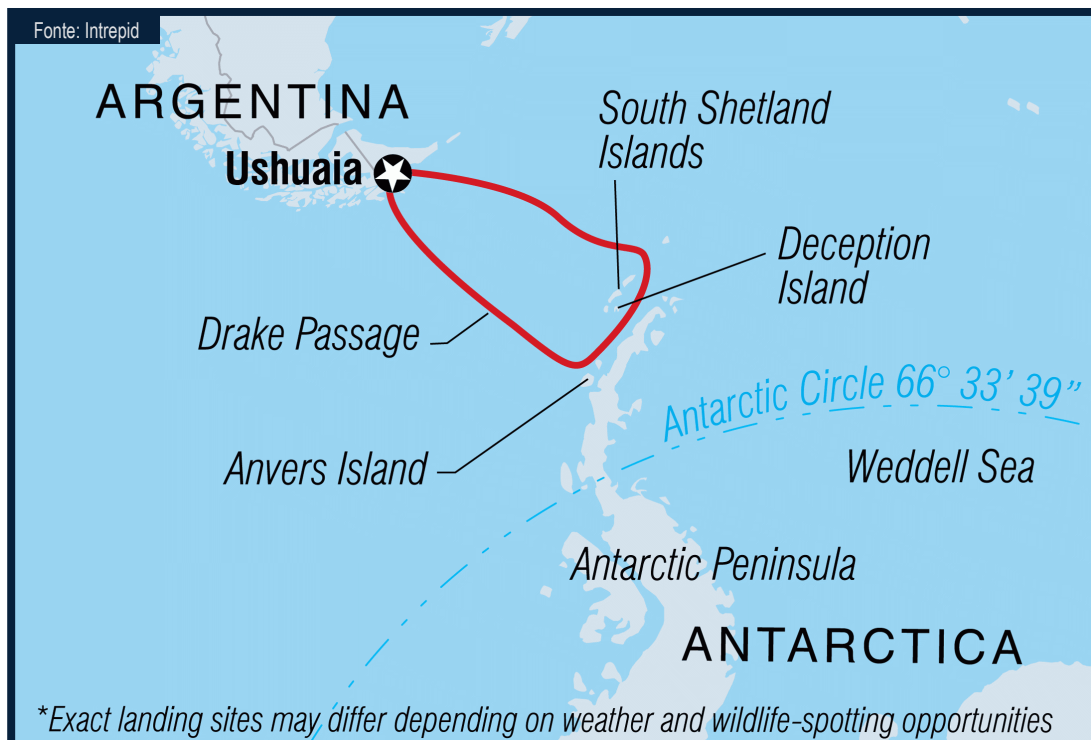 Fonte: Intrepid
ARGENTINA
South Shetland
Islands
Ushuaia
Deception
Island
Drake Passage
Antarctic Circle 66° 33’ 39”
Anvers Island
Weddell Sea
Antarctic Peninsula
ANTARCTICA
*Exact landing sites may differ depending on weather and wildlife-spotting opportunities